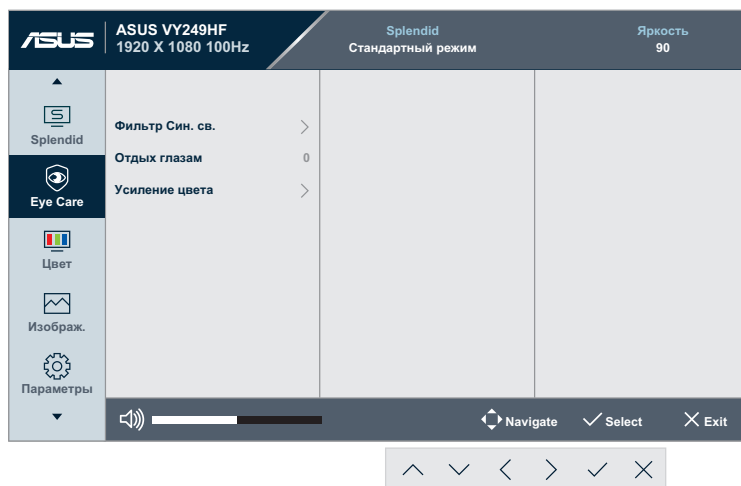 ASUS
ASUS VY249HF
1920 X 1080 100Hz
Splendid
Стандартный режим
Яркость
90
Splendid
Eye Care
Цвет
Изображ.
Параметры
Фильтр Син. св.
Отдых глазам 0
Усиление цвета
Navigate
Select
Exit